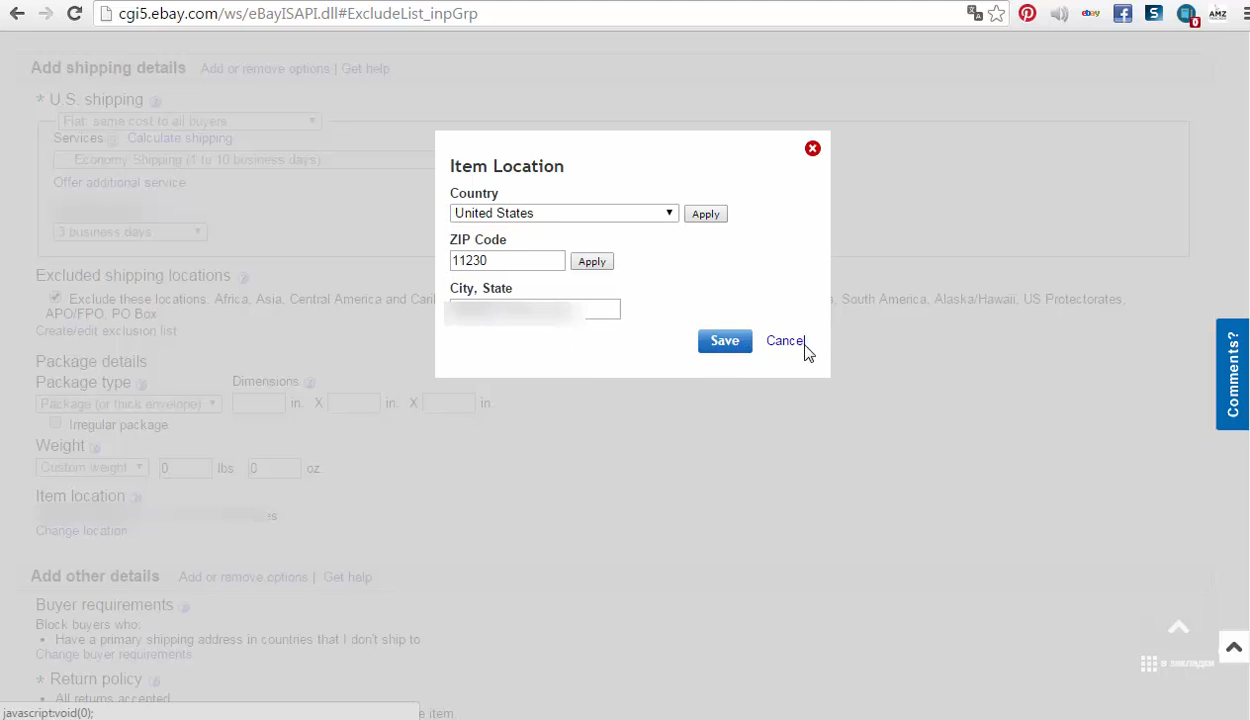 cgi5.ebay.com/ws/eBayISAPI.dll#ExcludeList_inpGrp
ebay
f
S
0
AMZ
Add shipping details Add or remove options | Get help
* U.S. shipping
Flat: same cost to all buyers
Services Calculate shipping
Economy Shipping (1 to 10 business days)
Offer additional service
3 business days
Excluded shipping locations
Exclude these locations. Africa, Asia, Central America and Cari , South America, Alaska/Hawaii, US Protectorates,
APO/FPO, PO Box
Create/edit exclusion list
Package details
Package type Dimensions
Package (or thick envelope) in. X in. X in.
Irregular package
Weight
Custom weight 0 lbs. 0 oz.
Item location
Change location
Add other details Add or remove options | Get help
Buyer requirements
Block buyers who:
• Have a primary shipping address in countries that I don't ship to
Change buyer requirements
* Return policy
• All returns accepted
javascript:void(0); e item
Item Location
Country
United States Apply
ZIP Code
11230 Apply
City, State
Save Cancel
Comments?
в закладки